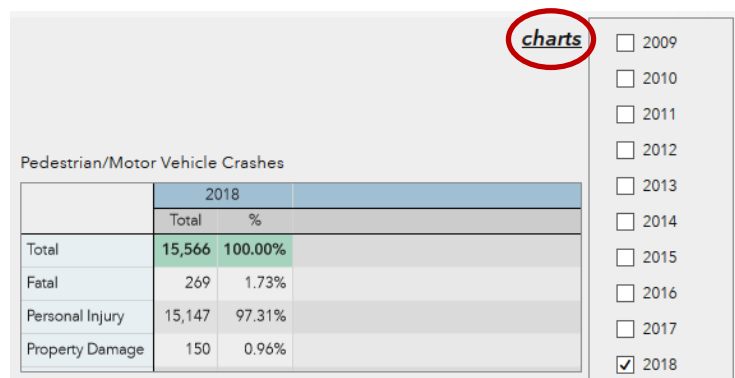 charts
Pedestrian/Motor Vehicle Crashes
2018
Total %
Total 15,566 100.00%
Fatal 269 1.73%
Personal Injury 15,147 97.31%
Property Damage 150 0.96%
2009
2010
2011
2012
2013
2014
2015
2016
2017
2018